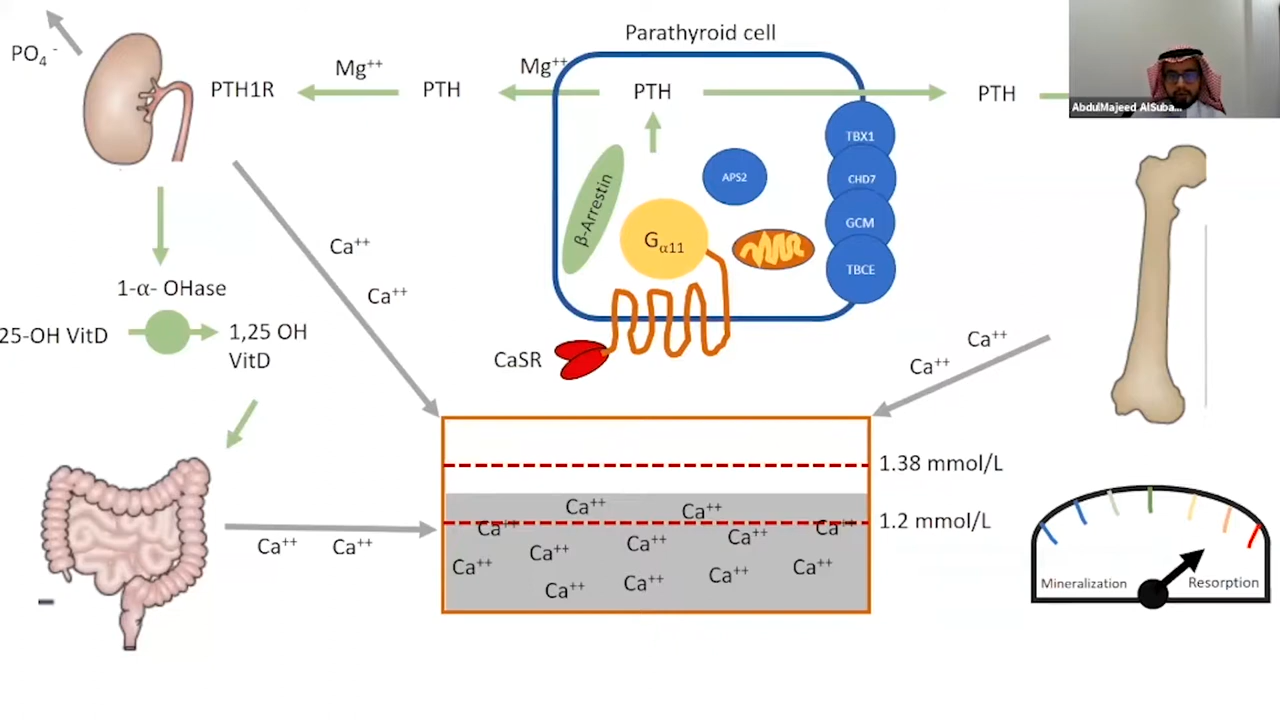 Parathyroid cell
PO4 -
PTH1R
Mg++
PTH
Mg++
PTH
PTH
AbdulMajeed AlSuba...
TBX1
CHD7
GCM
TBCE
APS2
β-Arrestin
Gα11
CaSR
Ca++
Ca++
1-α- OHase
25-OH VitD
1,25 OH
VitD
Ca++
Ca++
1.38 mmol/L
1.2 mmol/L
Ca++ Ca++
Ca++ Ca++ Ca++
Ca++ Ca++
Ca++ Ca++
Ca++ Ca++ Ca++
Ca++ Ca++
Mineralization
Resorption